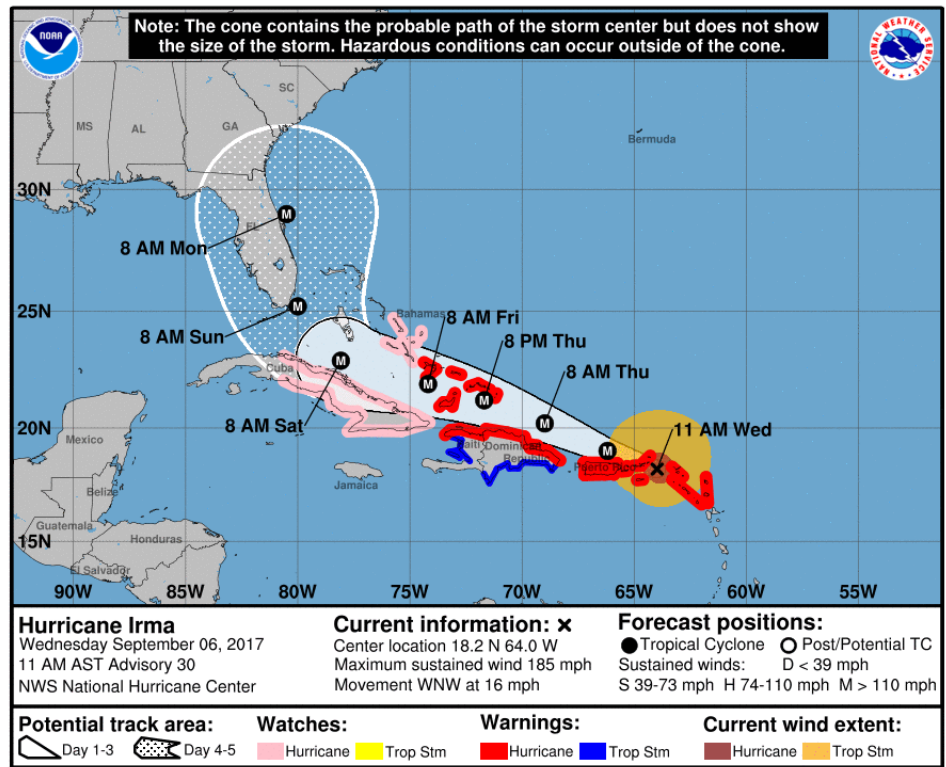 Note: The cone contains the probable path of the storm center but does not show
the size of the storm. Hazardous conditions can occur outside of the cone.
NOAA
NATIONAL WEATHER SERVICE
SC
MS
AL
GA
Bermuda
30N
FL
M
8 AM Mon
25N
M
8 AM Sun
Bahamas
8 AM Fri
8 PM Thu
M
Cuba
M
M
8 AM Thu
M
8 AM Sat
20N
11 AM Wed
Mexico
Haiti
Dominican
Republic
M
Puerto Rico
Jamaica
Belize
Guatemala
Honduras
15N
El Salvador
90W
85W
80W
75W
70W
65W
60W
55W
Hurricane Irma
Wednesday September 06, 2017
11 AM AST Advisory 30
NWS National Hurricane Center
Current information: x
Center location 18.2 N 64.0 W
Maximum sustained wind 185 mph
Movement WNW at 16 mph
Forecast positions:
Tropical Cyclone
Post/Potential TC
Sustained winds: D < 39 mph
S 39-73 mph H 74-110 mph M > 110 mph
Potential track area:
Day 1-3
Day 4-5
Watches:
Hurricane
Trop Stm
Warnings:
Hurricane
Trop Stm
Current wind extent:
Hurricane
Trop Stm